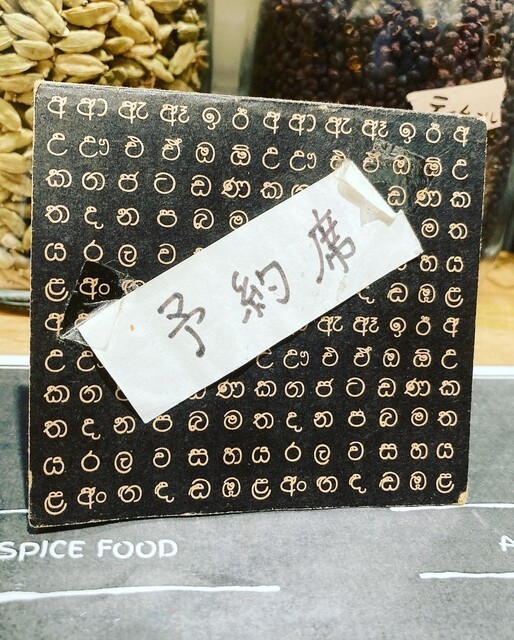 අ ආ ඇ ඈ ඉ ඊ අ ආ ඇ ඈ ඉ ඊ අ
උ ඌ එ ඒ ඔ ඕ උ ඌ එ ඒ ඔ ඕ උ
ක ග ජ ට ඩ ණ ක ග ඩ ණ ක
ත ද න ප බ ම ම ත
ය ර ල ව හ ය
ළ අං ඟ ඳ ඬ ඹ ළ
予約席
අ ඇ ඈ ඉ ඊ අ
උ උ ඌ එ ඒ ඔ ඕ උ
ක ග ණ ක ග ජ ට ඩ ණ ක
ත ද න ප බ ම ත ද න ප බ ම ත
ය ර ල ව ස හ ය ර ල ව ස හ ය
ළ අං ඟ ඳ ඬ ඹ ළ අං ඟ ඳ ඬ ඹ ළ
SPICE FOOD